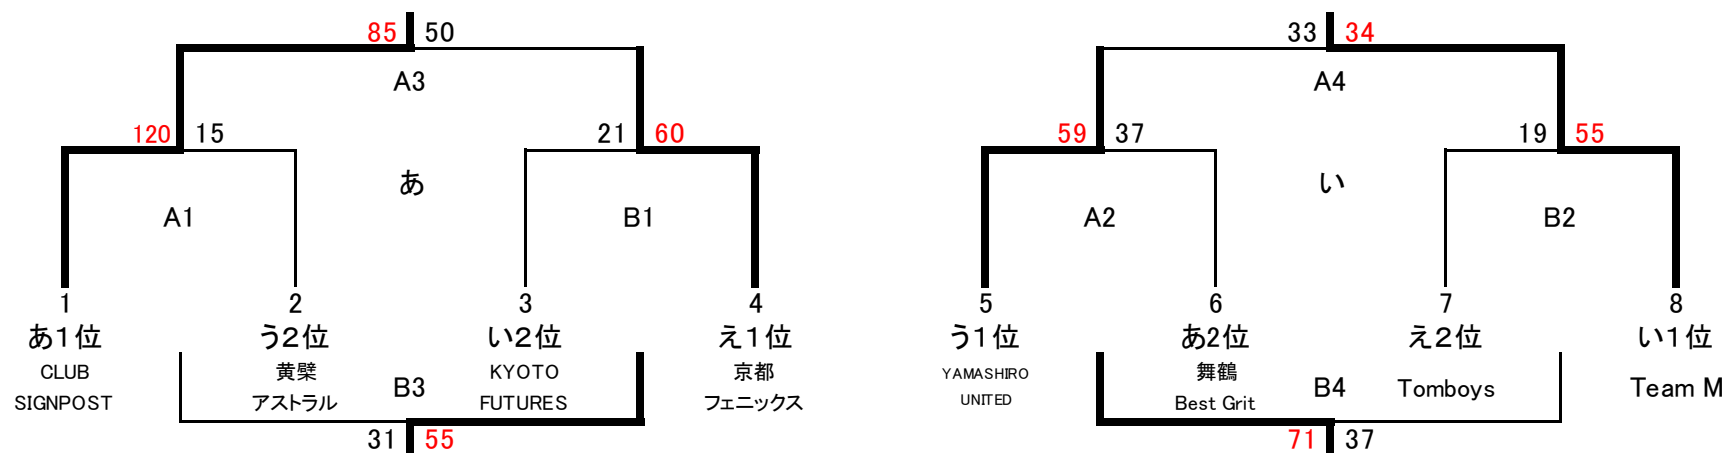 85 50 33 34
A3 A4
120 15 21 60 59 37 19 55
あ い
A1 B1 A2 B2
1 2 3 4 5 6 7 8
あ１位 う２位 い２位 え１位 う１位 あ2位 え２位 い１位
CLUB 黄檗 KYOTO 京都 YAMASHIRO 舞鶴
B3 B4 Tomboys Team M
SIGNPOST アストラル FUTURES フェニックス UNITED Best Grit
31 55 71 37